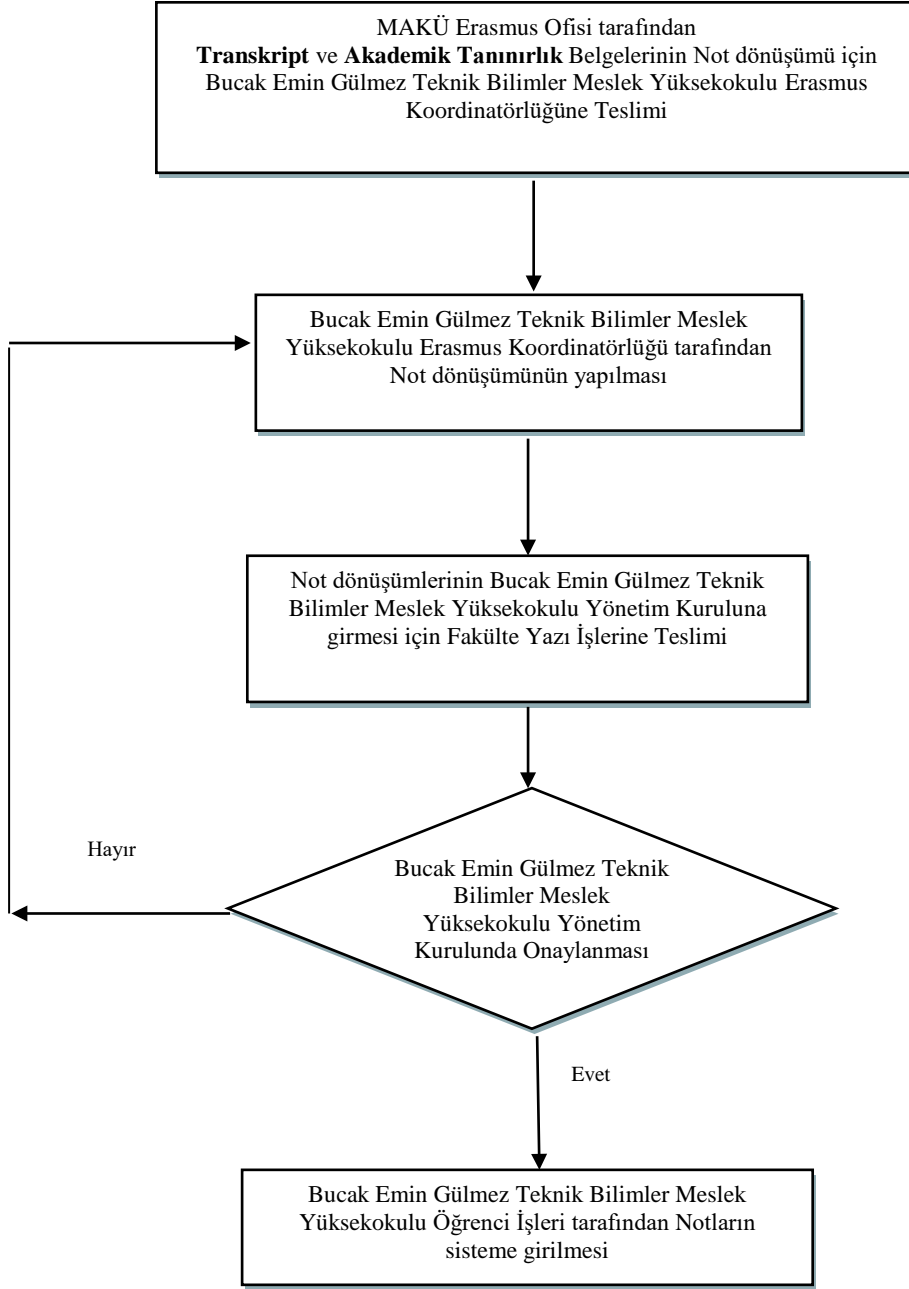 MAKÜ Erasmus Ofisi tarafından
Transkript ve Akademik Tanınırlık Belgelerinin Not dönüşümü için
Bucak Emin Gülmez Teknik Bilimler Meslek Yüksekokulu Erasmus
Koordinatörlüğüne Teslimi
Bucak Emin Gülmez Teknik Bilimler Meslek
Yüksekokulu Erasmus Koordinatörlüğü tarafından
Not dönüşümünün yapılması
Not dönüşümlerinin Bucak Emin Gülmez Teknik
Bilimler Meslek Yüksekokulu Yönetim Kuruluna
girmesi için Fakülte Yazı İşlerine Teslimi
Hayır
Bucak Emin Gülmez Teknik
Bilimler Meslek
Yüksekokulu Yönetim
Kurulunda Onaylanması
Evet
Bucak Emin Gülmez Teknik Bilimler Meslek
Yüksekokulu Öğrenci İşleri tarafından Notların
sisteme girilmesi